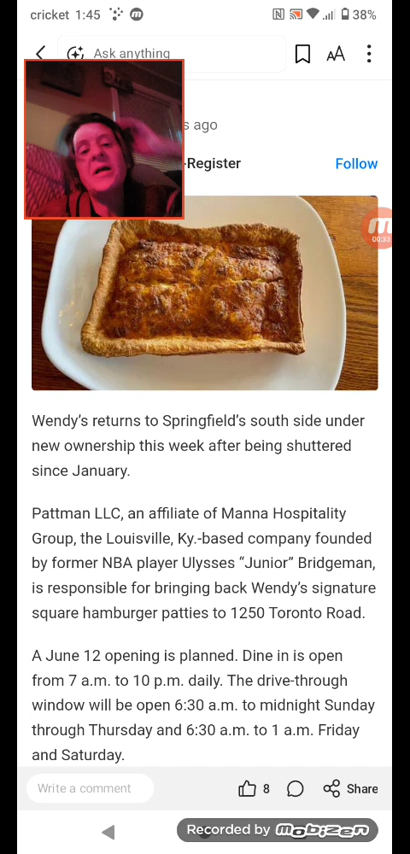 cricket 1:45 38%
Ask anything AA
s ago
-Register Follow
00:33
Wendy’s returns to Springfield’s south side under
new ownership this week after being shuttered
since January.
Pattman LLC, an affiliate of Manna Hospitality
Group, the Louisville, Ky.-based company founded
by former NBA player Ulysses “Junior” Bridgeman,
is responsible for bringing back Wendy’s signature
square hamburger patties to 1250 Toronto Road.
A June 12 opening is planned. Dine in is open
from 7 a.m. to 10 p.m. daily. The drive-through
window will be open 6:30 a.m. to midnight Sunday
through Thursday and 6:30 a.m. to 1 a.m. Friday
and Saturday.
Write a comment 8 Share
Recorded by mobizen